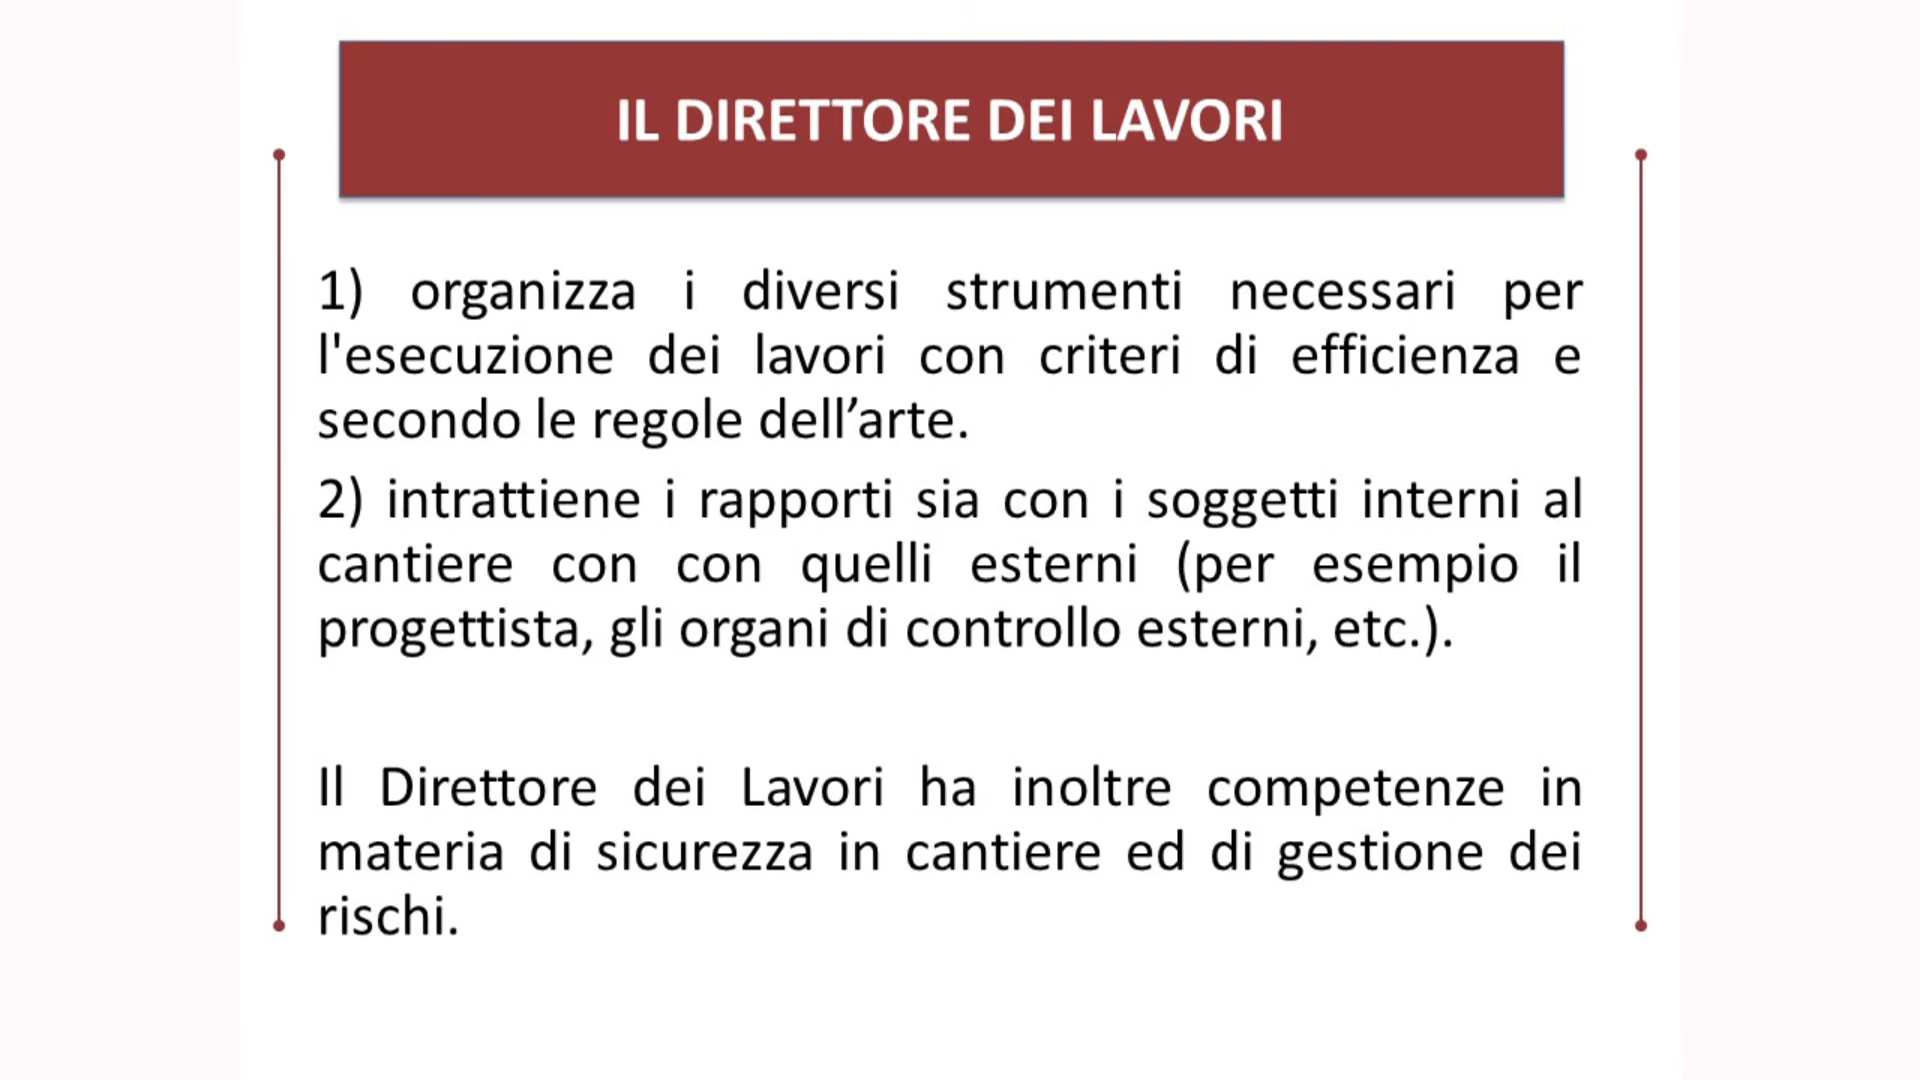 IL DIRETTORE DEI LAVORI
1) organizza i diversi strumenti necessari per
l'esecuzione dei lavori con criteri di efficienza e
secondo le regole dell’arte.
2) intrattiene i rapporti sia con i soggetti interni al
cantiere con con quelli esterni (per esempio il
progettista, gli organi di controllo esterni, etc.).
Il Direttore dei Lavori ha inoltre competenze in
materia di sicurezza in cantiere ed di gestione dei
rischi.